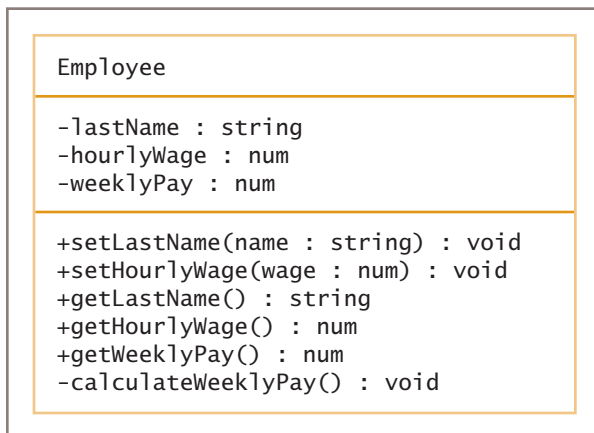 Employee
-lastName : string
-hourlyWage : num
-weeklyPay : num
+setLastName(name : string) : void
+setHourlyWage(wage : num) : void
+getLastName() : string
+getHourlyWage() : num
+getWeeklyPay() : num
-calculateWeeklyPay() : void